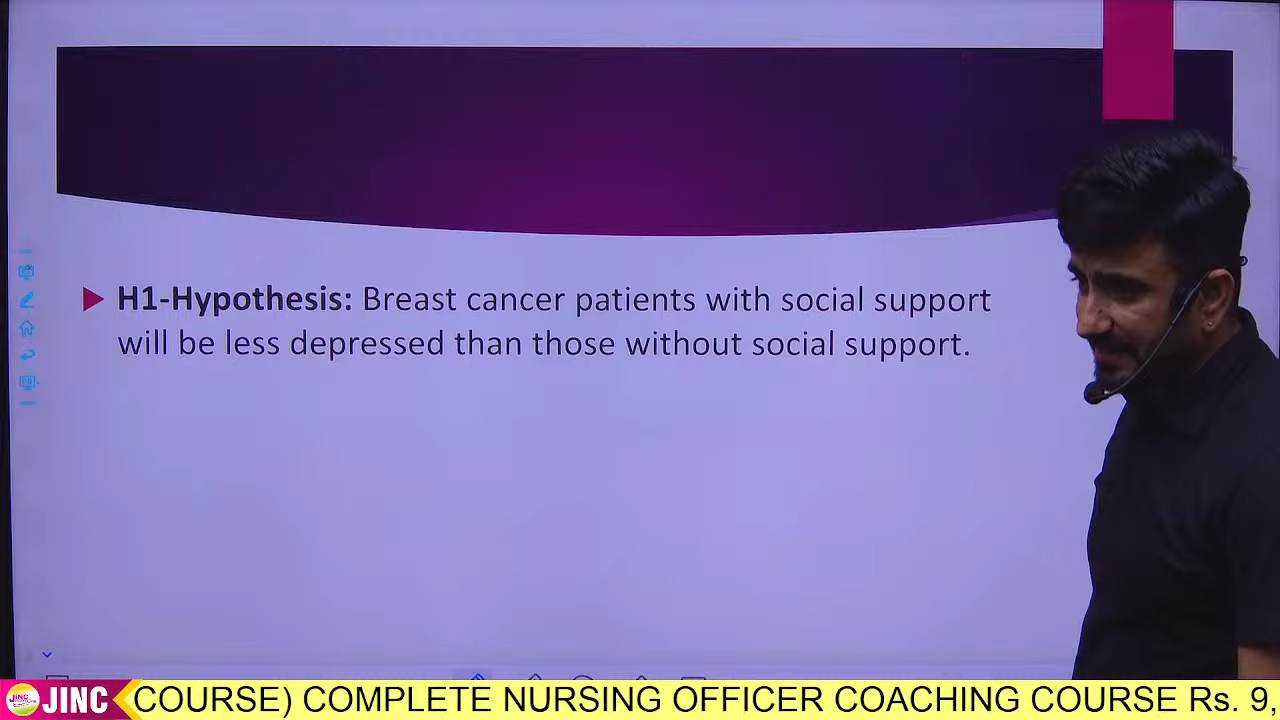 H1-Hypothesis: Breast cancer patients with social support
will be less depressed than those without social support.
JINC COURSE) COMPLETE NURSING OFFICER COACHING COURSE Rs. 9,